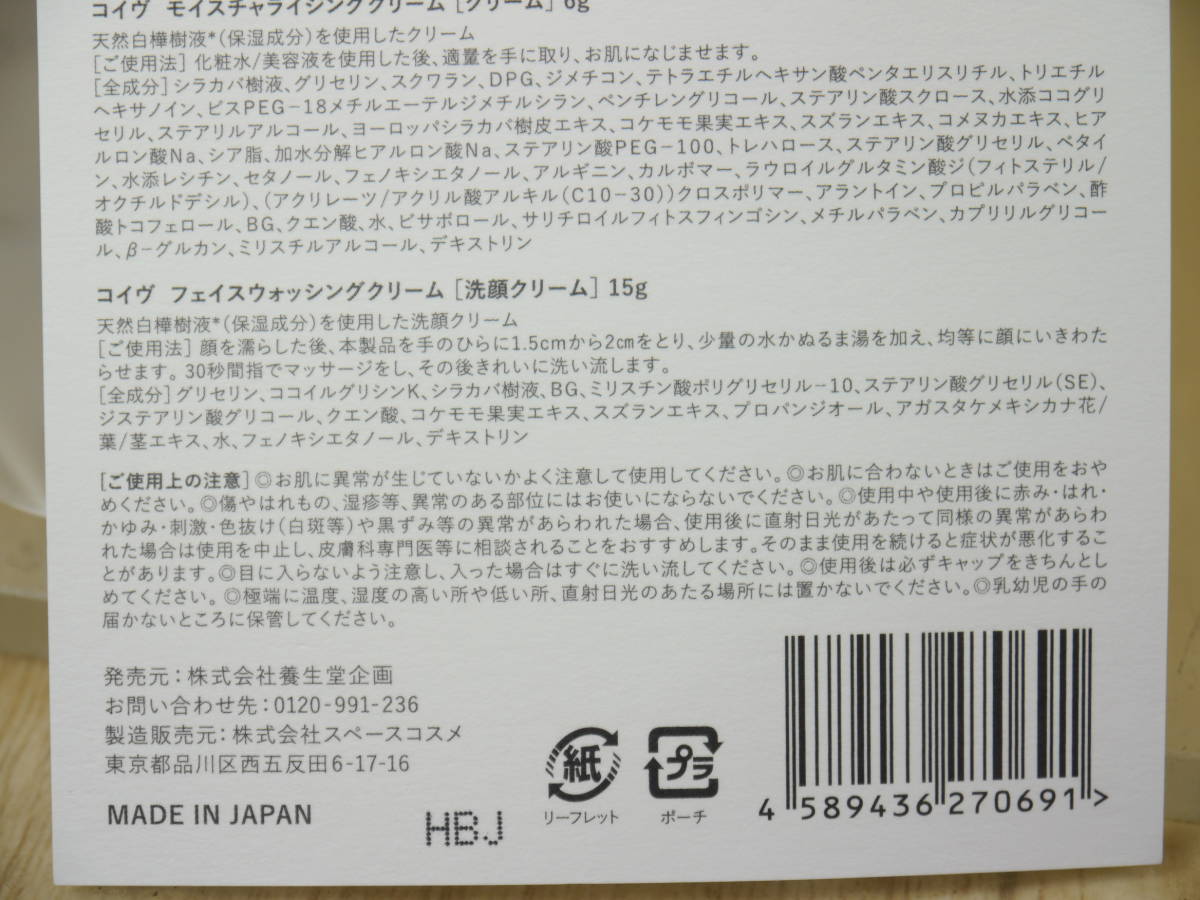 コイヴ モイスチャライジングクリーム［クリーム］6g
天然白樺樹液*(保湿成分)を使用したクリーム
［ご使用法］化粧水/美容液を使用した後、適量を手に取り、お肌になじませます。
［全成分］シラカバ樹液、グリセリン、スクワラン、DPG、ジメチコン、テトラエチルヘキサン酸ペンタエリスリチル、トリエチル
ヘキサノイン、ビスPEG-18メチルエーテルジメチルシラン、ペンチレングリコール、ステアリン酸スクロース、水添ココグリ
セリル、ステアリルアルコール、ヨーロッパシラカバ樹皮エキス、コケモモ果実エキス、スズランエキス、コメヌカエキス、ヒア
ルロン酸Na、シア脂、加水分解ヒアルロン酸Na、ステアリン酸PEG-100、トレハロース、ステアリン酸グリセリル、ベタイ
ン、水添レシチン、セタノール、フェノキシエタノール、アルギニン、カルボマー、ラウロイルグルタミン酸ジ(フィトステリル/
オクチルドデシル)、(アクリレーツ/アクリル酸アルキル(C10-30))クロスポリマー、アラントイン、プロピルパラベン、酢
酸トコフェロール、BG、クエン酸、水、ビサボロール、サリチロイルフィトスフィンゴシン、メチルパラベン、カプリリルグリコー
ル、β-グルカン、ミリスチルアルコール、デキストリン
コイヴ フェイスウォッシングクリーム［洗顔クリーム］15g
天然白樺樹液*(保湿成分)を使用した洗顔クリーム
［ご使用法］顔を濡らした後、本製品を手のひらに1.5cmから2㎝をとり、少量の水かぬるま湯を加え、均等に顔にいきわた
らせます。30秒間指でマッサージをし、その後きれいに洗い流します。
［全成分］グリセリン、ココイルグリシンK、シラカバ樹液、BG、ミリスチン酸ポリグリセリル-10、ステアリン酸グリセリル(SE)、
ジステアリン酸グリコール、クエン酸、コケモモ果実エキス、スズランエキス、プロパンジオール、アガスタケメキシカナ花/
葉/茎エキス、水、フェノキシエタノール、デキストリン
［ご使用上の注意］◎お肌に異常が生じていないかよく注意して使用してください。◎お肌に合わないときはご使用をおや
めください。◎傷やはれもの、湿疹等、異常のある部位にはお使いにならないでください。◎使用中や使用後に赤み・はれ・
かゆみ・刺激・色抜け(白斑等)や黒ずみ等の異常があらわれた場合、使用後に直射日光があたって同様の異常があらわ
れた場合は使用を中止し、皮膚科専門医等に相談されることをおすすめします。そのまま使用を続けると症状が悪化するこ
とがあります。◎目に入らないよう注意し、入った場合はすぐに洗い流してください。◎使用後は必ずキャップをきちんとし
めてください。◎極端に温度、湿度の高い所や低い所、直射日光のあたる場所には置かないでください。◎乳幼児の手の
届かないところに保管してください。
発売元：株式会社養生堂企画
お問い合わせ先：0120-991-236
製造販売元：株式会社スペースコスメ
東京都品川区西五反田6-17-16
MADE IN JAPAN
HBJ
紙
リーフレット
プラ
ポーチ
4 589436 270691 >